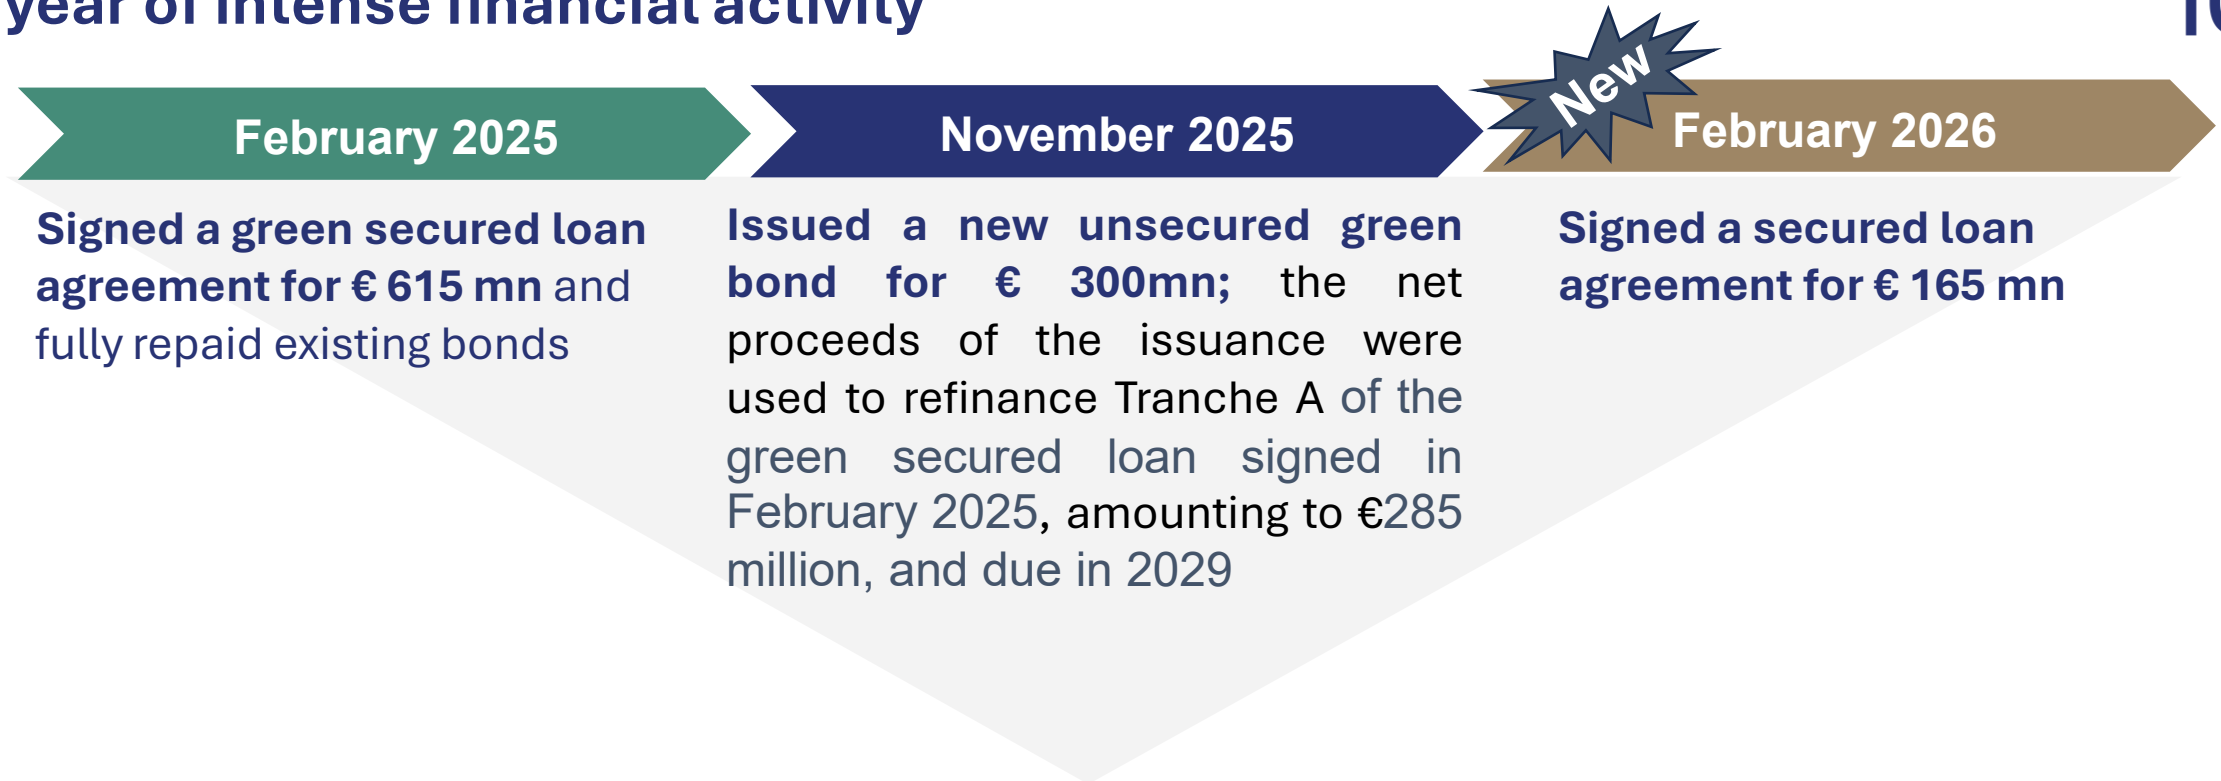 year of intense financial activity
February 2025
November 2025
New
February 2026
Signed a green secured loan
agreement for € 615 mn and
fully repaid existing bonds
Issued a new unsecured green
bond for € 300mn; the net
proceeds of the issuance were
used to refinance Tranche A of the
green secured loan signed in
February 2025, amounting to €285
million, and due in 2029
Signed a secured loan
agreement for € 165 mn